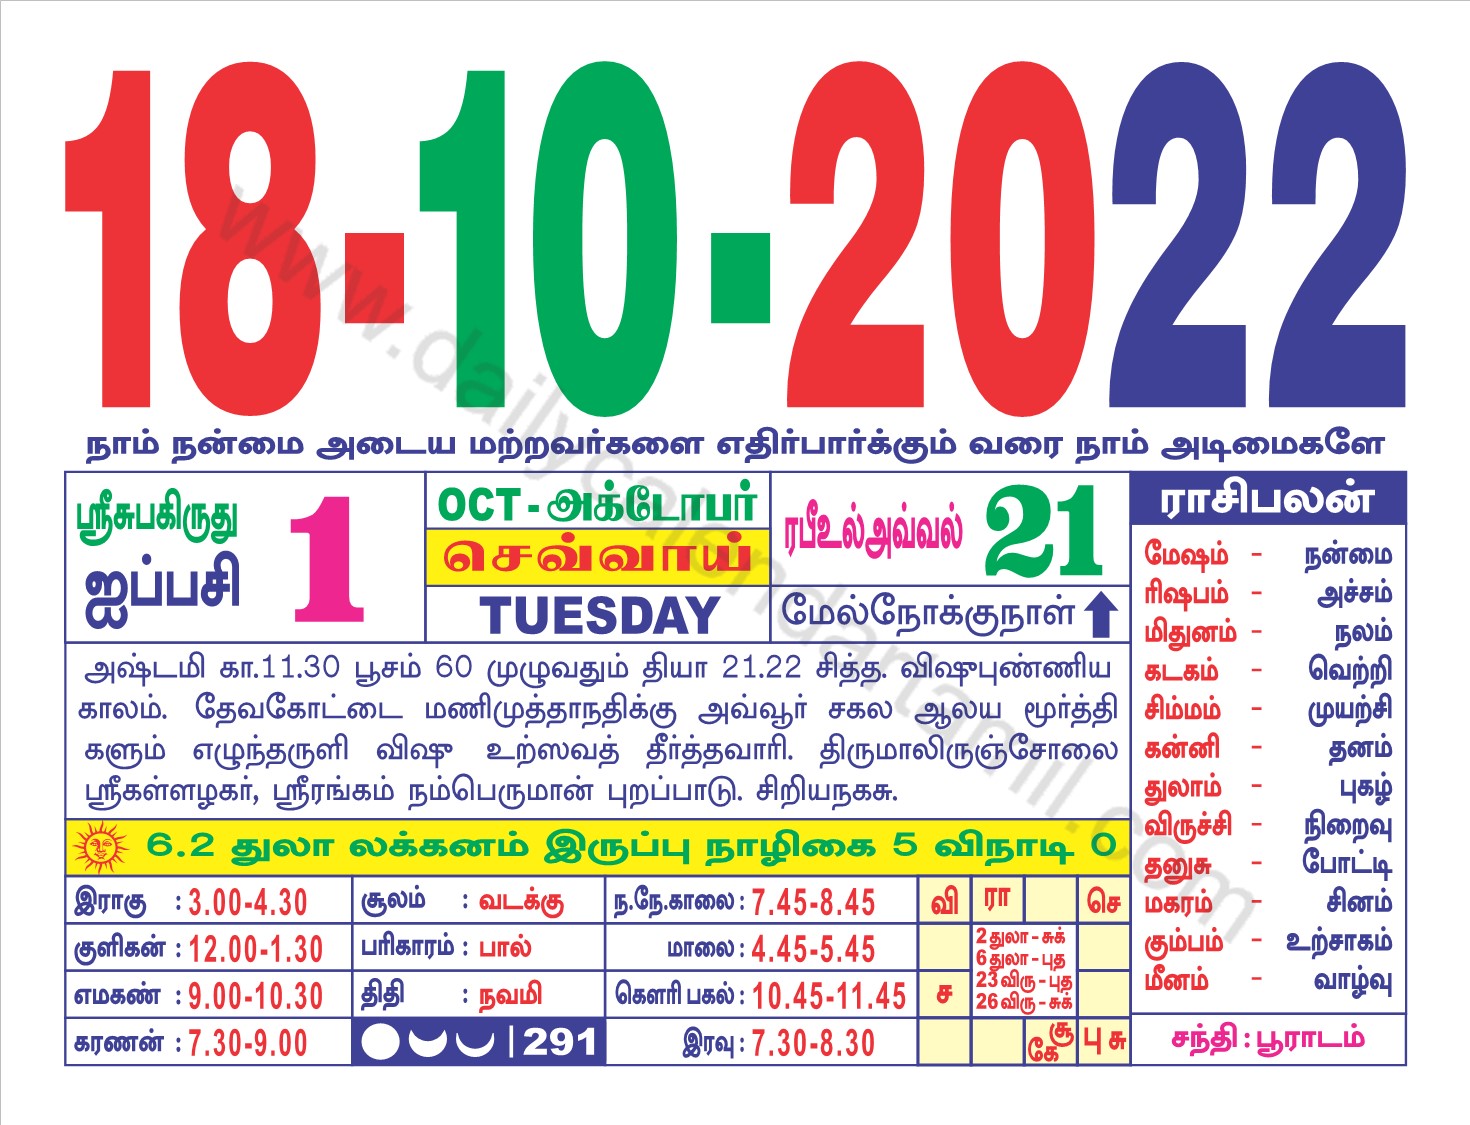 18-10-2022
நாம் நன்மை அடைய மற்றவர்களை எதிர்பார்க்கும் வரை நாம் அடிமைகளே
ஸ்ரீசுபகிருது
ஐப்பசி 1
OCT - அக்டோபர்
செவ்வாய்
TUESDAY
ரபீஉல்அவ்வல் 21
மேல்நோக்குநாள்
அஷ்டமி கா.11.30 பூசம் 60 முழுவதும் தியா 21.22 சித்த. விஷுபுண்ணிய
காலம். தேவகோட்டை மணிமுத்தாநதிக்கு அவ்வூர் சகல ஆலய மூர்த்தி
களும் எழுந்தருளி விஷு உற்ஸவத் தீர்த்தவாரி. திருமாலிருஞ்சோலை
ஸ்ரீகள்ளழகர், ஸ்ரீரங்கம் நம்பெருமான் புறப்பாடு. சிறியநகசு.
6.2 துலா லக்கனம் இருப்பு நாழிகை 5 விநாடி 0
இராகு : 3.00-4.30
குளிகன் : 12.00-1.30
எமகண் : 9.00-10.30
கரணன் : 7.30-9.00
சூலம் : வடக்கு
பரிகாரம் : பால்
திதி : நவமி
291
ந.நே.காலை : 7.45-8.45
மாலை : 4.45-5.45
கௌரி பகல் : 10.45-11.45
இரவு : 7.30-8.30
வி ரா செ
2 துலா - சுக்
6 துலா - புத
23 விரு - புத
26 விரு - சுக்
ச
சூ
கே
பு சு
ராசிபலன்
மேஷம் - நன்மை
ரிஷபம் - அச்சம்
மிதுனம் - நலம்
கடகம் - வெற்றி
சிம்மம் - முயற்சி
கன்னி - தனம்
துலாம் - புகழ்
விருச்சி - நிறைவு
தனுசு - போட்டி
மகரம் - சினம்
கும்பம் - உற்சாகம்
மீனம் - வாழ்வு
சந்தி : பூராடம்
www.dailycalendartamil.com